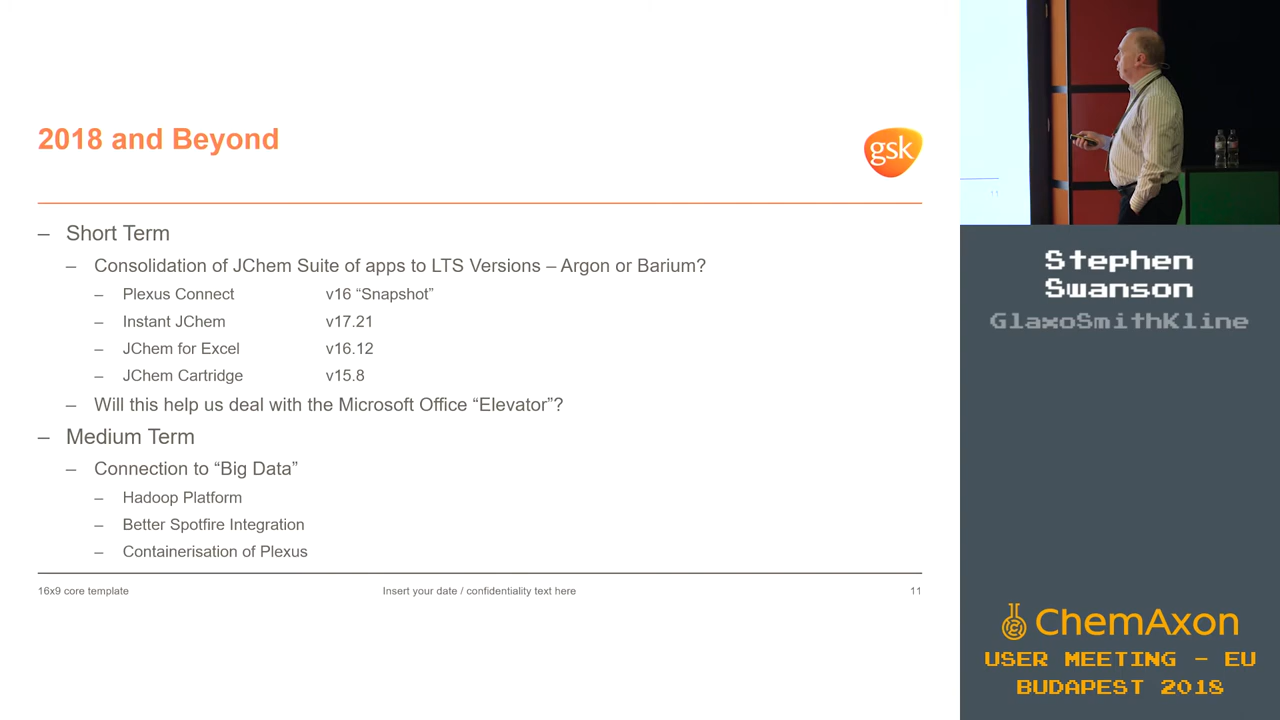 2018 and Beyond
gsk
– Short Term
– Consolidation of JChem Suite of apps to LTS Versions – Argon or Barium?
– Plexus Connect v16 “Snapshot”
– Instant JChem v17.21
– JChem for Excel v16.12
– JChem Cartridge v15.8
– Will this help us deal with the Microsoft Office “Elevator”?
– Medium Term
– Connection to “Big Data”
– Hadoop Platform
– Better Spotfire Integration
– Containerisation of Plexus
16x9 core template Insert your date / confidentiality text here 11
Stephen
Swanson
GlaxoSmithKline
ChemAxon
USER MEETING - EU
BUDAPEST 2018